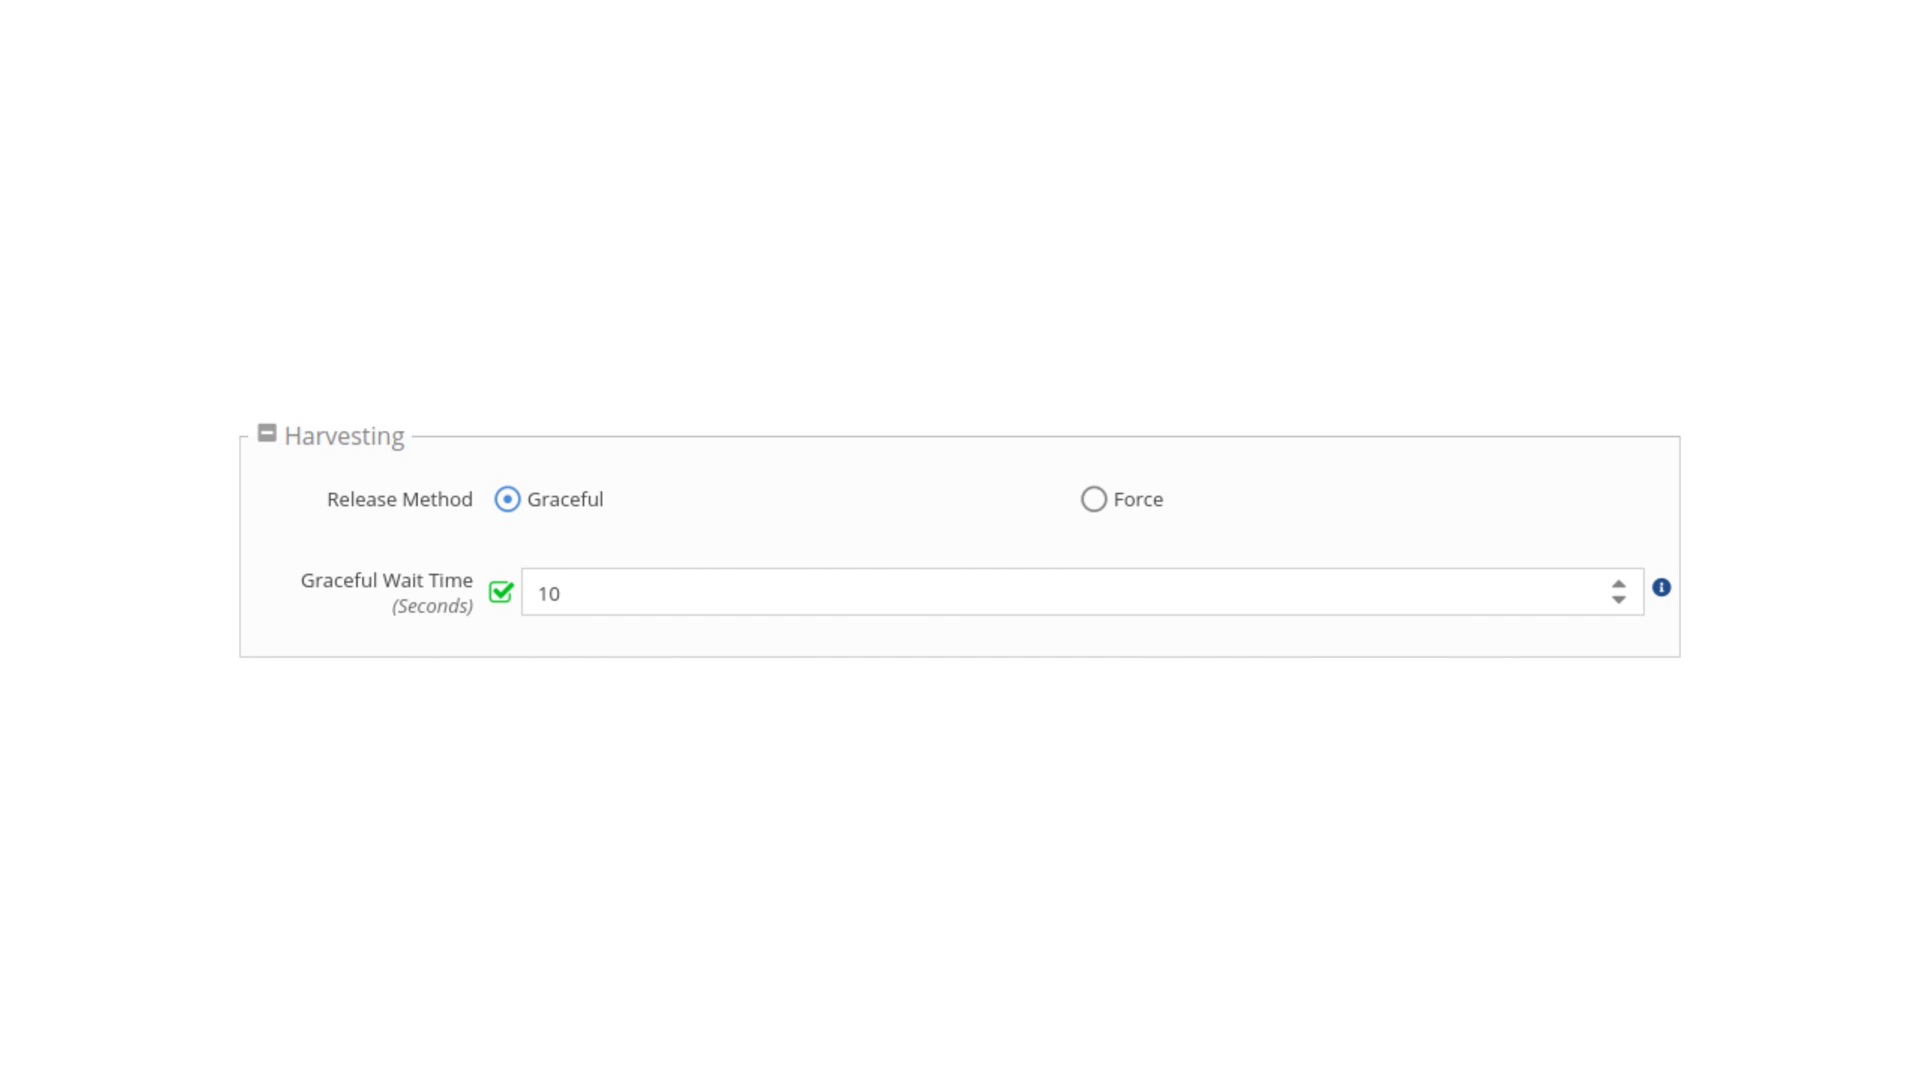 Harvesting
Release Method Graceful Force
Graceful Wait Time
(Seconds)
10